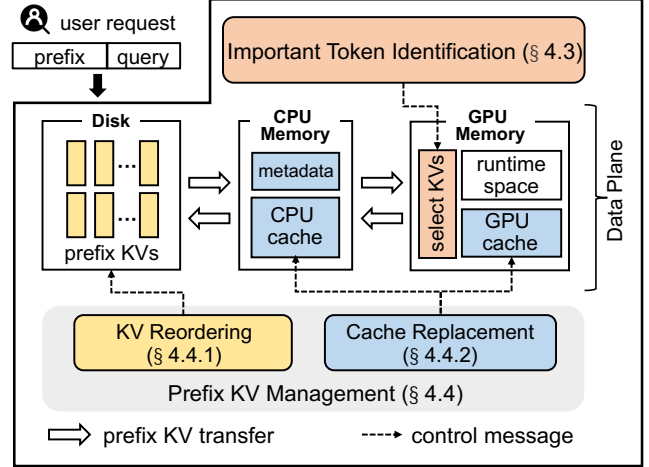 user request
prefix query
Important Token Identification (§ 4.3)
Disk
prefix KVs
CPU
Memory
metadata
CPU
cache
GPU
Memory
select KVs
runtime
space
GPU
cache
Data Plane
KV Reordering
(§ 4.4.1)
Cache Replacement
(§ 4.4.2)
Prefix KV Management (§ 4.4)
prefix KV transfer
control message